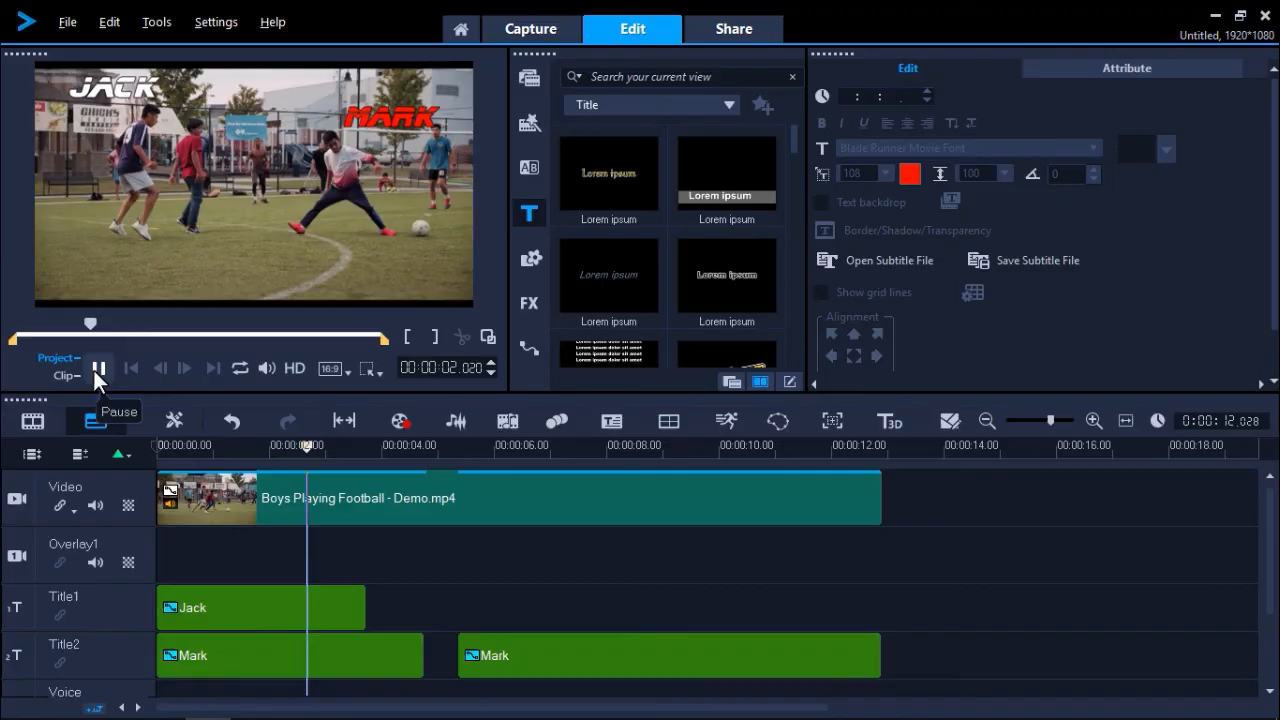 File Edit Tools Settings Help
Capture Edit Share
Untitled, 1920*1080
JACK
MARK
CHICKS
Search your current view
Title
Lorem ipsum
Lorem ipsum
Lorem ipsum
Lorem ipsum
Lorem ipsum
Lorem ipsum
Lorem ipsum
Lorem ipsum
Edit Attribute
: : .
B I U
T Blade Runner Movie Font
108 100 0
Text backdrop
Border/Shadow/Transparency
Open Subtitle File Save Subtitle File
Show grid lines
Alignment
AB
T
FX
Project-
Clip-
HD 16:9 00:00:02.020
Pause
T3D 0:00:12.028
00:00:00.00 00:00:02.00 00:00:04.00 00:00:06.00 00:00:08.00 00:00:10.00 00:00:12.00 00:00:14.00 00:00:16.00 00:00:18.00
Video
Boys Playing Football - Demo.mp4
Overlay1
1
Title1
1T
Jack
Title2
2T
Mark Mark
Voice